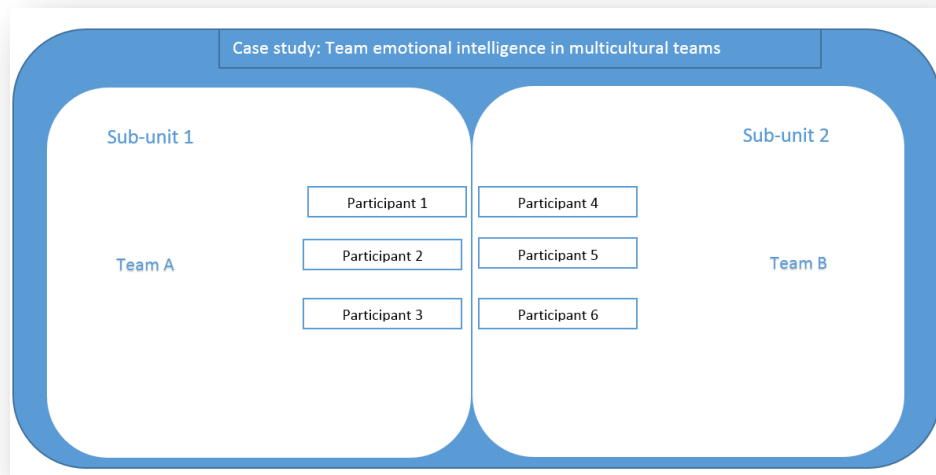 Case study: Team emotional intelligence in multicultural teams
Sub-unit 1
Sub-unit 2
Participant 1
Participant 4
Participant 2
Participant 5
Team A
Team B
Participant 3
Participant 6